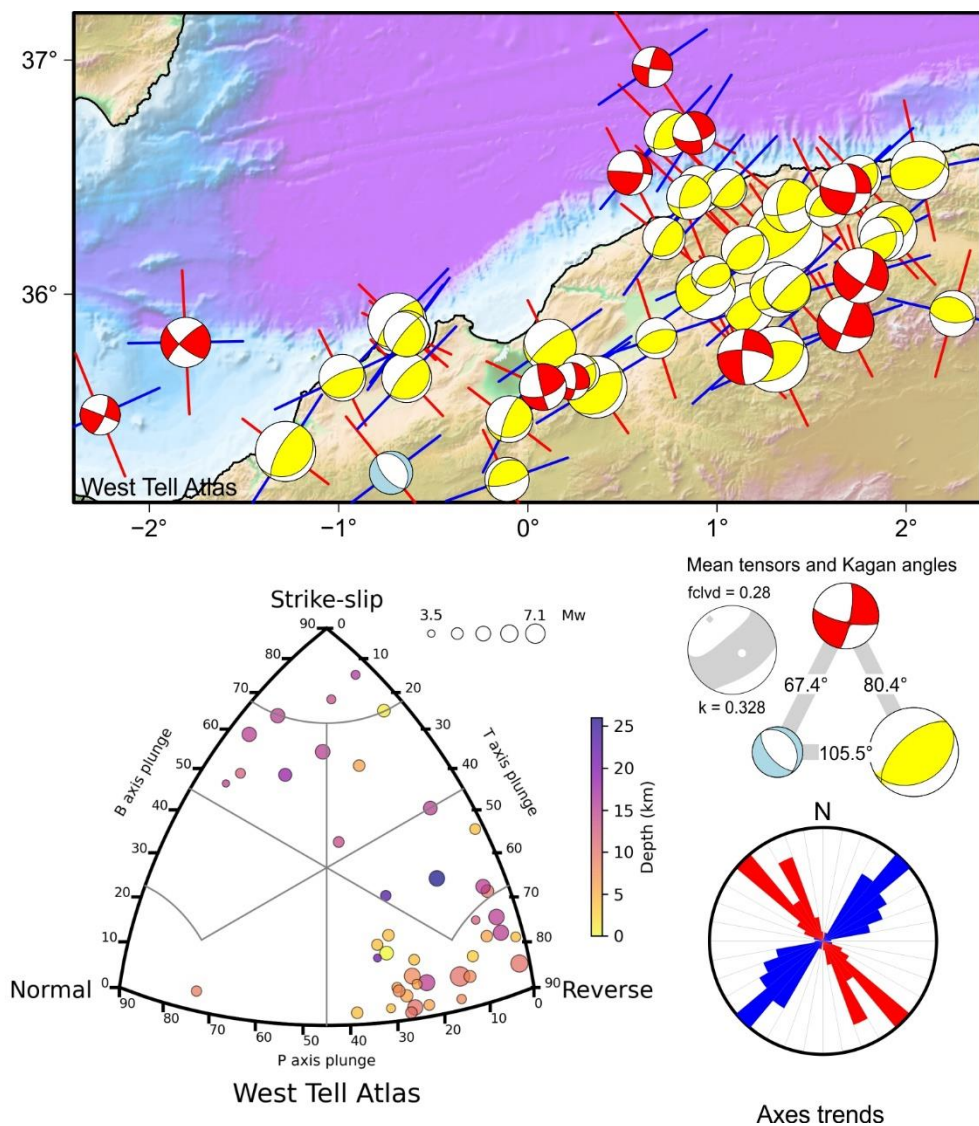 37°
36°
West Tell Atlas
−2° −1° 0° 1° 2°
Mean tensors and Kagan angles
fclvd = 0.28
k = 0.328
67.4° 80.4°
105.5°
Strike-slip
3.5 7.1 Mw
90 0
80 10
70 20
60 30
50 40
40 50
30 60
20 70
10 80
0 90
B axis plunge
T axis plunge
Normal
Reverse
90 80 70 60 50 40 30 20 10 0
P axis plunge
West Tell Atlas
25
20
15
10
5
0
Depth (km)
N
Axes trends